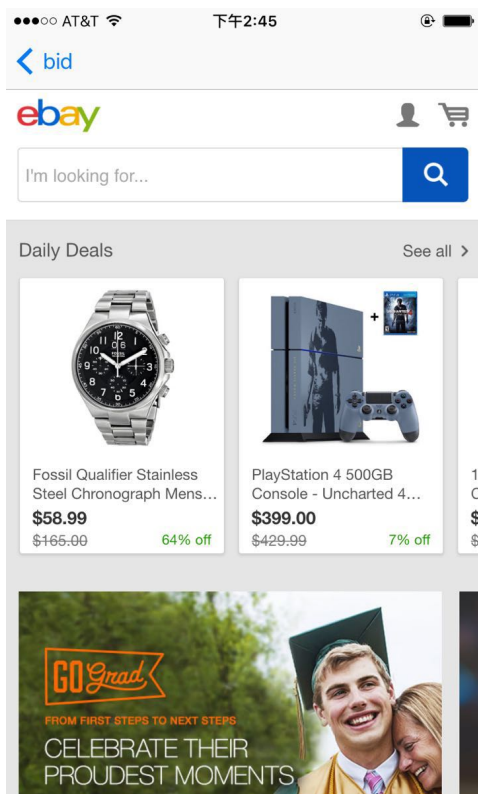 AT&T
下午2:45
bid
ebay
I'm looking for...
Daily Deals
See all
Fossil Qualifier Stainless
Steel Chronograph Mens...
$58.99
$165.00
64% off
+
PlayStation 4 500GB
Console - Uncharted 4...
$399.00
$429.99
7% off
GO Grad
FROM FIRST STEPS TO NEXT STEPS
CELEBRATE THEIR
PROUDEST MOMENTS